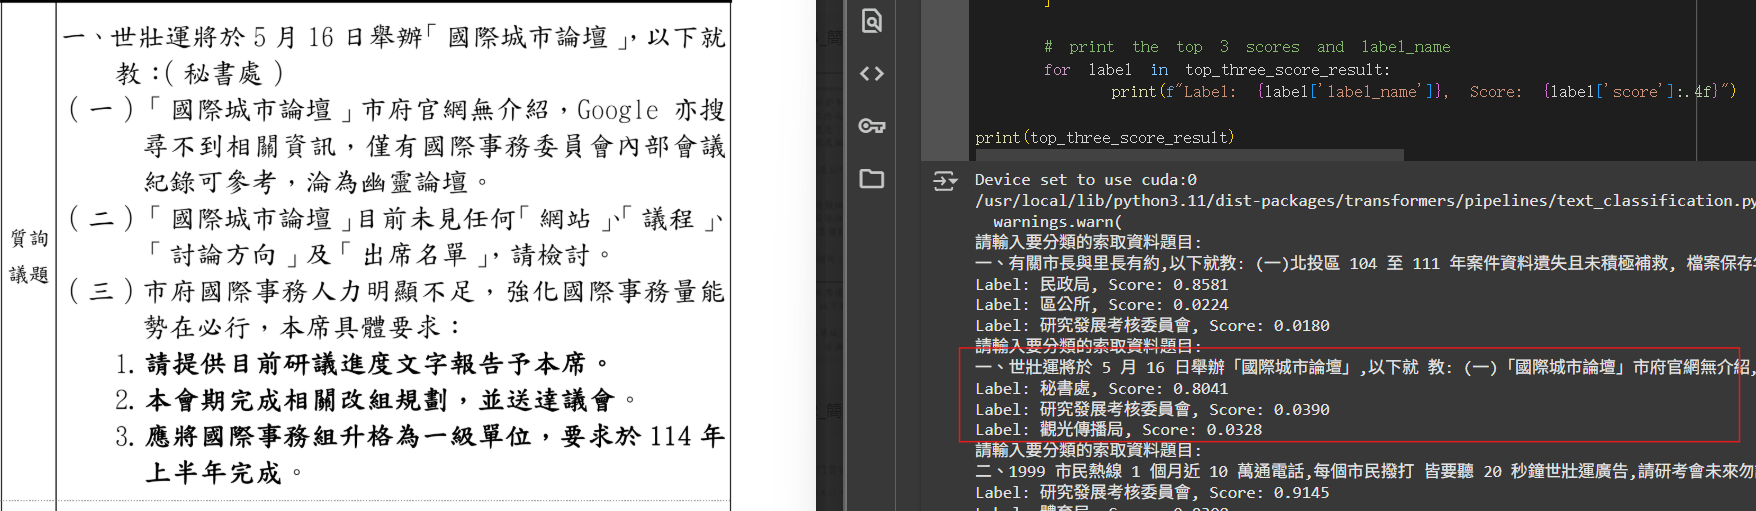 質詢
議題
一、世壯運將於 5 月 16 日舉辦「國際城市論壇」,以下就
教:(秘書處)
(一)「國際城市論壇」市府官網無介紹,Google 亦搜
尋不到相關資訊,僅有國際事務委員會內部會議
紀錄可參考,淪為幽靈論壇。
(二)「國際城市論壇」目前未見任何「網站」、「議程」、
「討論方向」及「出席名單」,請檢討。
(三)市府國際事務人力明顯不足,強化國際事務量能
勢在必行,本席具體要求:
1. 請提供目前研議進度文字報告予本席。
2. 本會期完成相關改組規劃,並送達議會。
3. 應將國際事務組升格為一級單位,要求於 114 年
上半年完成。
]
# print the top 3 scores and label_name
for label in top_three_score_result:
print(f"Label: {label['label_name']}, Score: {label['score']:.4f}")
print(top_three_score_result)
Device set to use cuda:0
/usr/local/lib/python3.11/dist-packages/transformers/pipelines/text_classification.py
warnings.warn(
請輸入要分類的索取資料題目:
一、有關市長與里長有約,以下就教: (一)北投區 104 至 111 年案件資料遺失且未積極補救, 檔案保存
Label: 民政局, Score: 0.8581
Label: 區公所, Score: 0.0224
Label: 研究發展考核委員會, Score: 0.0180
請輸入要分類的索取資料題目:
一、世壯運將於 5 月 16 日舉辦「國際城市論壇」,以下就 教: (一)「國際城市論壇」市府官網無介紹,
Label: 秘書處, Score: 0.8041
Label: 研究發展考核委員會, Score: 0.0390
Label: 觀光傳播局, Score: 0.0328
請輸入要分類的索取資料題目:
二、1999 市民熱線 1 個月近 10 萬通電話,每個市民撥打 皆要聽 20 秒鐘世壯運廣告,請研考會未來勿
Label: 研究發展考核委員會, Score: 0.9145